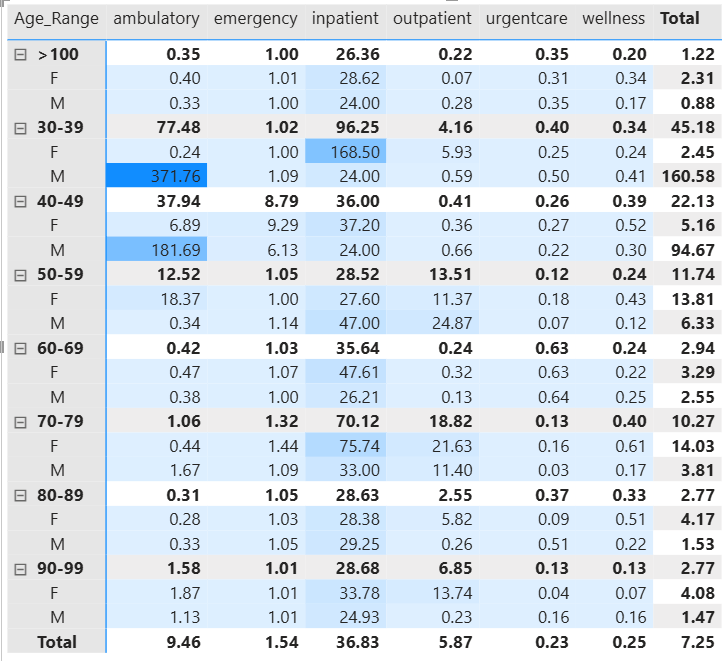 Age_Range ambulatory emergency inpatient outpatient urgentcare wellness Total
>100 0.35 1.00 26.36 0.22 0.35 0.20 1.22
F 0.40 1.01 28.62 0.07 0.31 0.34 2.31
M 0.33 1.00 24.00 0.28 0.35 0.17 0.88
30-39 77.48 1.02 96.25 4.16 0.40 0.34 45.18
F 0.24 1.00 168.50 5.93 0.25 0.24 2.45
M 371.76 1.09 24.00 0.59 0.50 0.41 160.58
40-49 37.94 8.79 36.00 0.41 0.26 0.39 22.13
F 6.89 9.29 37.20 0.36 0.27 0.52 5.16
M 181.69 6.13 24.00 0.66 0.22 0.30 94.67
50-59 12.52 1.05 28.52 13.51 0.12 0.24 11.74
F 18.37 1.00 27.60 11.37 0.18 0.43 13.81
M 0.34 1.14 47.00 24.87 0.07 0.12 6.33
60-69 0.42 1.03 35.64 0.24 0.63 0.24 2.94
F 0.47 1.07 47.61 0.32 0.63 0.22 3.29
M 0.38 1.00 26.21 0.13 0.64 0.25 2.55
70-79 1.06 1.32 70.12 18.82 0.13 0.40 10.27
F 0.44 1.44 75.74 21.63 0.16 0.61 14.03
M 1.67 1.09 33.00 11.40 0.03 0.17 3.81
80-89 0.31 1.05 28.63 2.55 0.37 0.33 2.77
F 0.28 1.03 28.38 5.82 0.09 0.51 4.17
M 0.33 1.05 29.25 0.26 0.51 0.22 1.53
90-99 1.58 1.01 28.68 6.85 0.13 0.13 2.77
F 1.87 1.01 33.78 13.74 0.04 0.07 4.08
M 1.13 1.01 24.93 0.23 0.16 0.16 1.47
Total 9.46 1.54 36.83 5.87 0.23 0.25 7.25